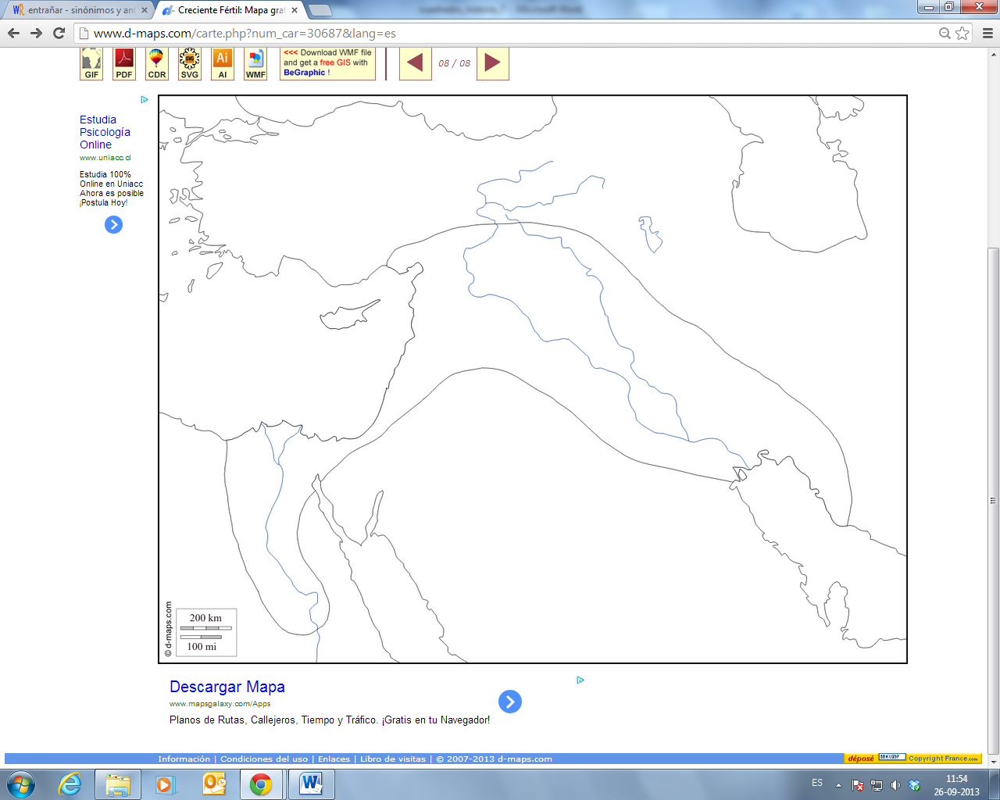 entrañar - sinónimos y ant
Creciente Fértil: Mapa grat
www.d-maps.com/carte.php?num_car=30687&lang=es
GIF
PDF
CDR
SVG
SVG
Ai
AI
WMF
<<< Download WMF file
and get a free GIS with
BeGraphic !
08 / 08
Estudia
Psicología
Online
www.uniacc.cl
Estudia 100%
Online en Uniacc
Ahora es posible
¡Postula Hoy!
© d-maps.com
200 km
100 mi
Descargar Mapa
www.mapsgalaxy.com/Apps
Planos de Rutas, Callejeros, Tiempo y Tráfico. ¡Gratis en tu Navegador!
Información | Condiciones del uso | Enlaces | Libro de visitas | © 2007-2013 d-maps.com
déposé
Copyright France.com
ES
11:54
26-09-2013